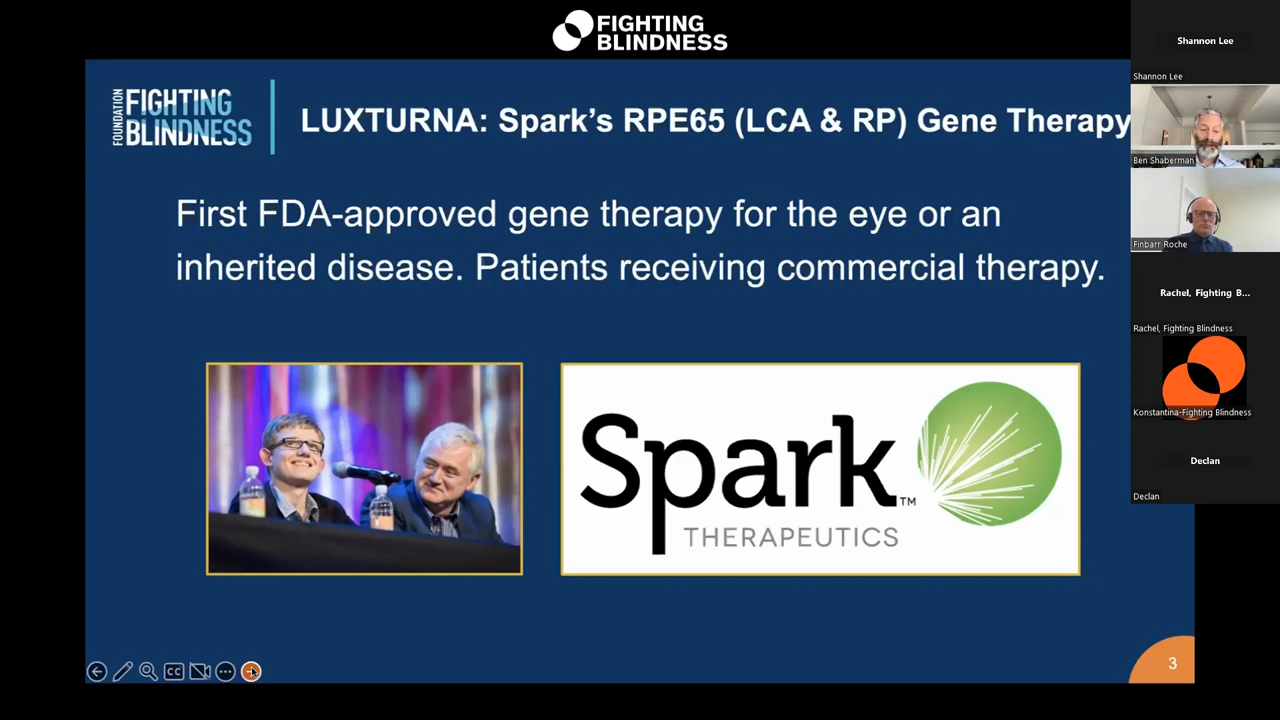 FIGHTING
BLINDNESS
FOUNDATION
FIGHTING
BLINDNESS
LUXTURNA: Spark’s RPE65 (LCA & RP) Gene Therapy
First FDA-approved gene therapy for the eye or an
inherited disease. Patients receiving commercial therapy.
Spark™
THERAPEUTICS
CC
3
Shannon Lee
Shannon Lee
Ben Shaberman
Finbarr Roche
Rachel, Fighting B...
Rachel, Fighting Blindness
Konstantina-Fighting Blindness
Declan
Declan